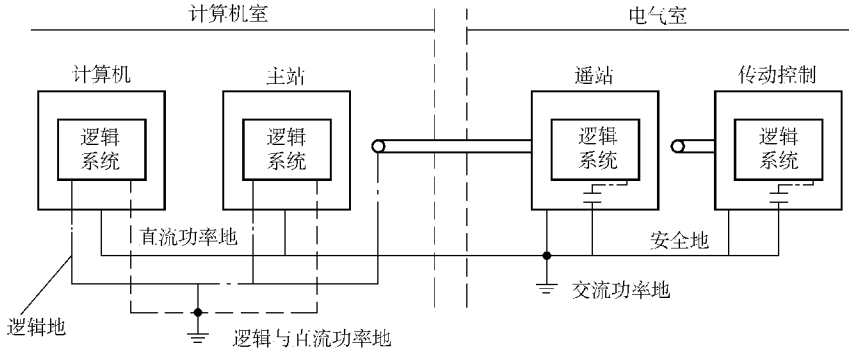 计算机室
电气室
计算机
主站
遥站
传动控制
逻辑
系统
逻辑
系统
逻辑
系统
逻辑
系统
直流功率地
安全地
交流功率地
逻辑地
逻辑与直流功率地